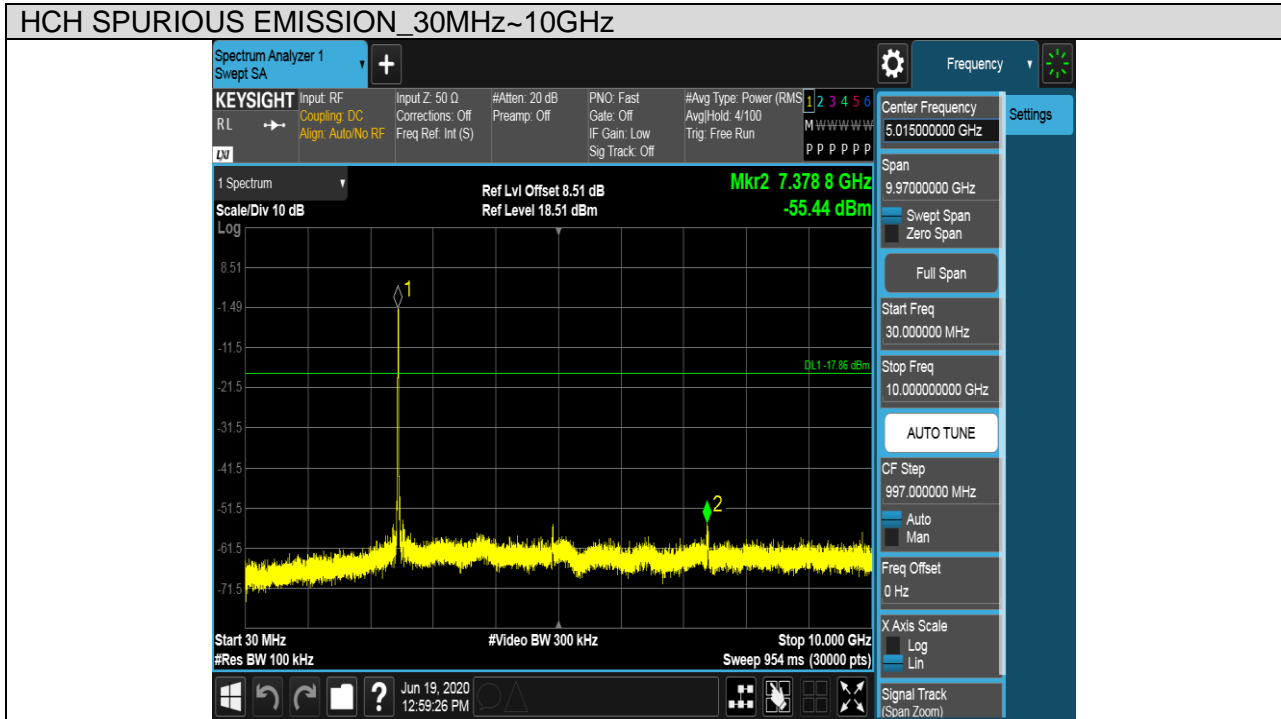 HCH SPURIOUS EMISSION_30MHz~10GHz
Spectrum Analyzer 1
Swept SA
+
Frequency
KEYSIGHT
RL
LXI
Input: RF
Coupling: DC
Align: Auto/No RF
Input Z: 50 Ω
Corrections: Off
Freq Ref: Int (S)
#Atten: 20 dB
Preamp: Off
PNO: Fast
Gate: Off
IF Gain: Low
Sig Track: Off
#Avg Type: Power (RMS
Avg|Hold: 4/100
Trig: Free Run
1 2 3 4 5 6
M W W W W W
P P P P P P
1 Spectrum
Scale/Div 10 dB
Log
Ref Lvl Offset 8.51 dB
Ref Level 18.51 dBm
Mkr2 7.378 8 GHz
-55.44 dBm
8.51
-1.49
-11.5
-21.5
-31.5
-41.5
-51.5
-61.5
-71.5
1
DL1 -17.86 dBm
2
Start 30 MHz
#Res BW 100 kHz
#Video BW 300 kHz
Stop 10.000 GHz
Sweep 954 ms (30000 pts)
?
Jun 19, 2020
12:59:26 PM
Center Frequency
5.015000000 GHz
Settings
Span
9.97000000 GHz
Swept Span
Zero Span
Full Span
Start Freq
30.000000 MHz
Stop Freq
10.000000000 GHz
AUTO TUNE
CF Step
997.000000 MHz
Auto
Man
Freq Offset
0 Hz
X Axis Scale
Log
Lin
Signal Track
(Span Zoom)